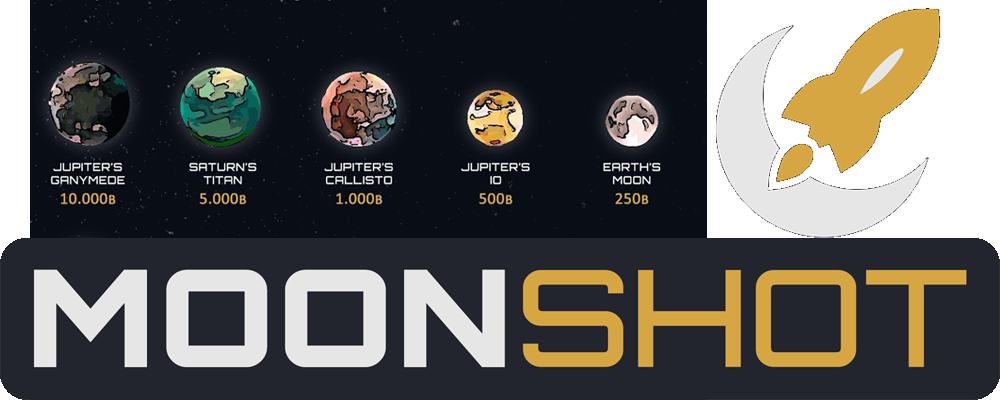 JUPITER'S
GANYMEDE
10.000B
SATURN'S
TITAN
5.000B
JUPITER'S
CALLISTO
1.000B
JUPITER'S
IO
500B
EARTH'S
MOON
250B
MOONSHOT